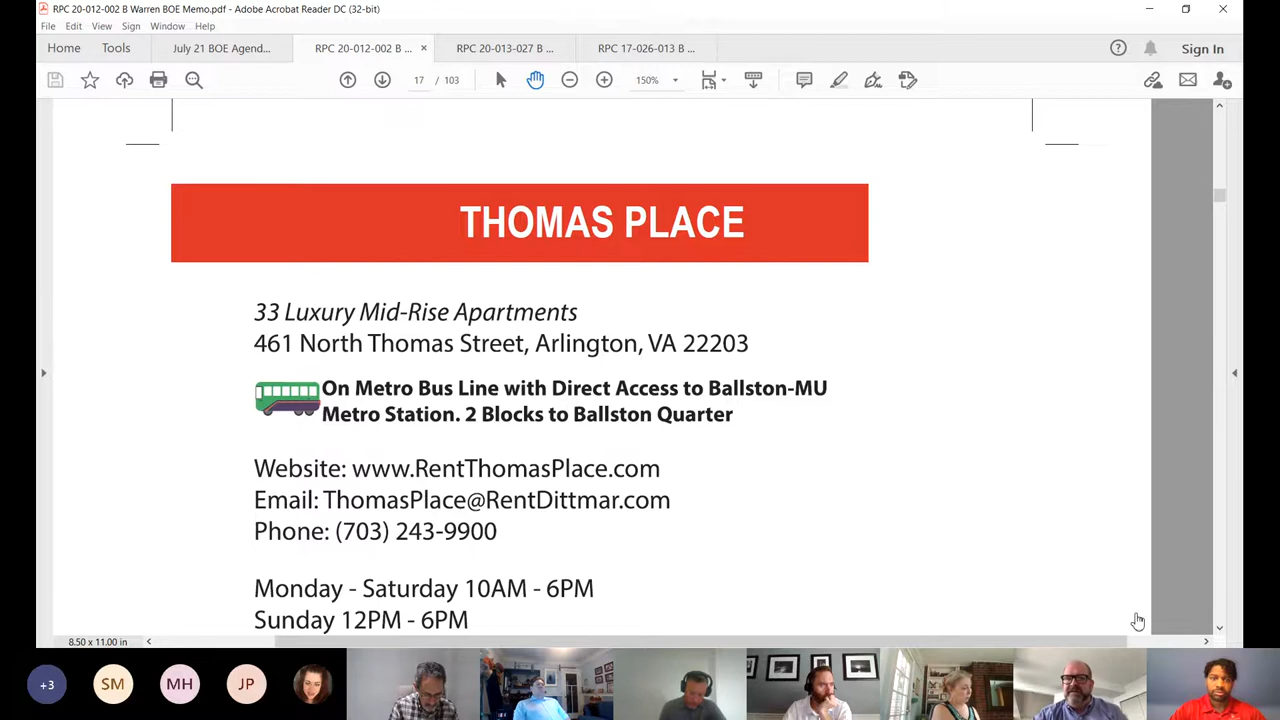 RPC 20-012-002 B Warren BOE Memo.pdf - Adobe Acrobat Reader DC (32-bit)
File Edit View Sign Window Help
Home Tools July 21 BOE Agend... RPC 20-012-002 B ... × RPC 20-013-027 B ... RPC 17-026-013 B ... Sign In
17 / 103 150%
THOMAS PLACE
33 Luxury Mid-Rise Apartments
461 North Thomas Street, Arlington, VA 22203
On Metro Bus Line with Direct Access to Ballston-MU
Metro Station. 2 Blocks to Ballston Quarter
Website: www.RentThomasPlace.com
Email: ThomasPlace@RentDittmar.com
Phone: (703) 243-9900
Monday - Saturday 10AM - 6PM
Sunday 12PM - 6PM
8.50 x 11.00 in
+3 SM MH JP